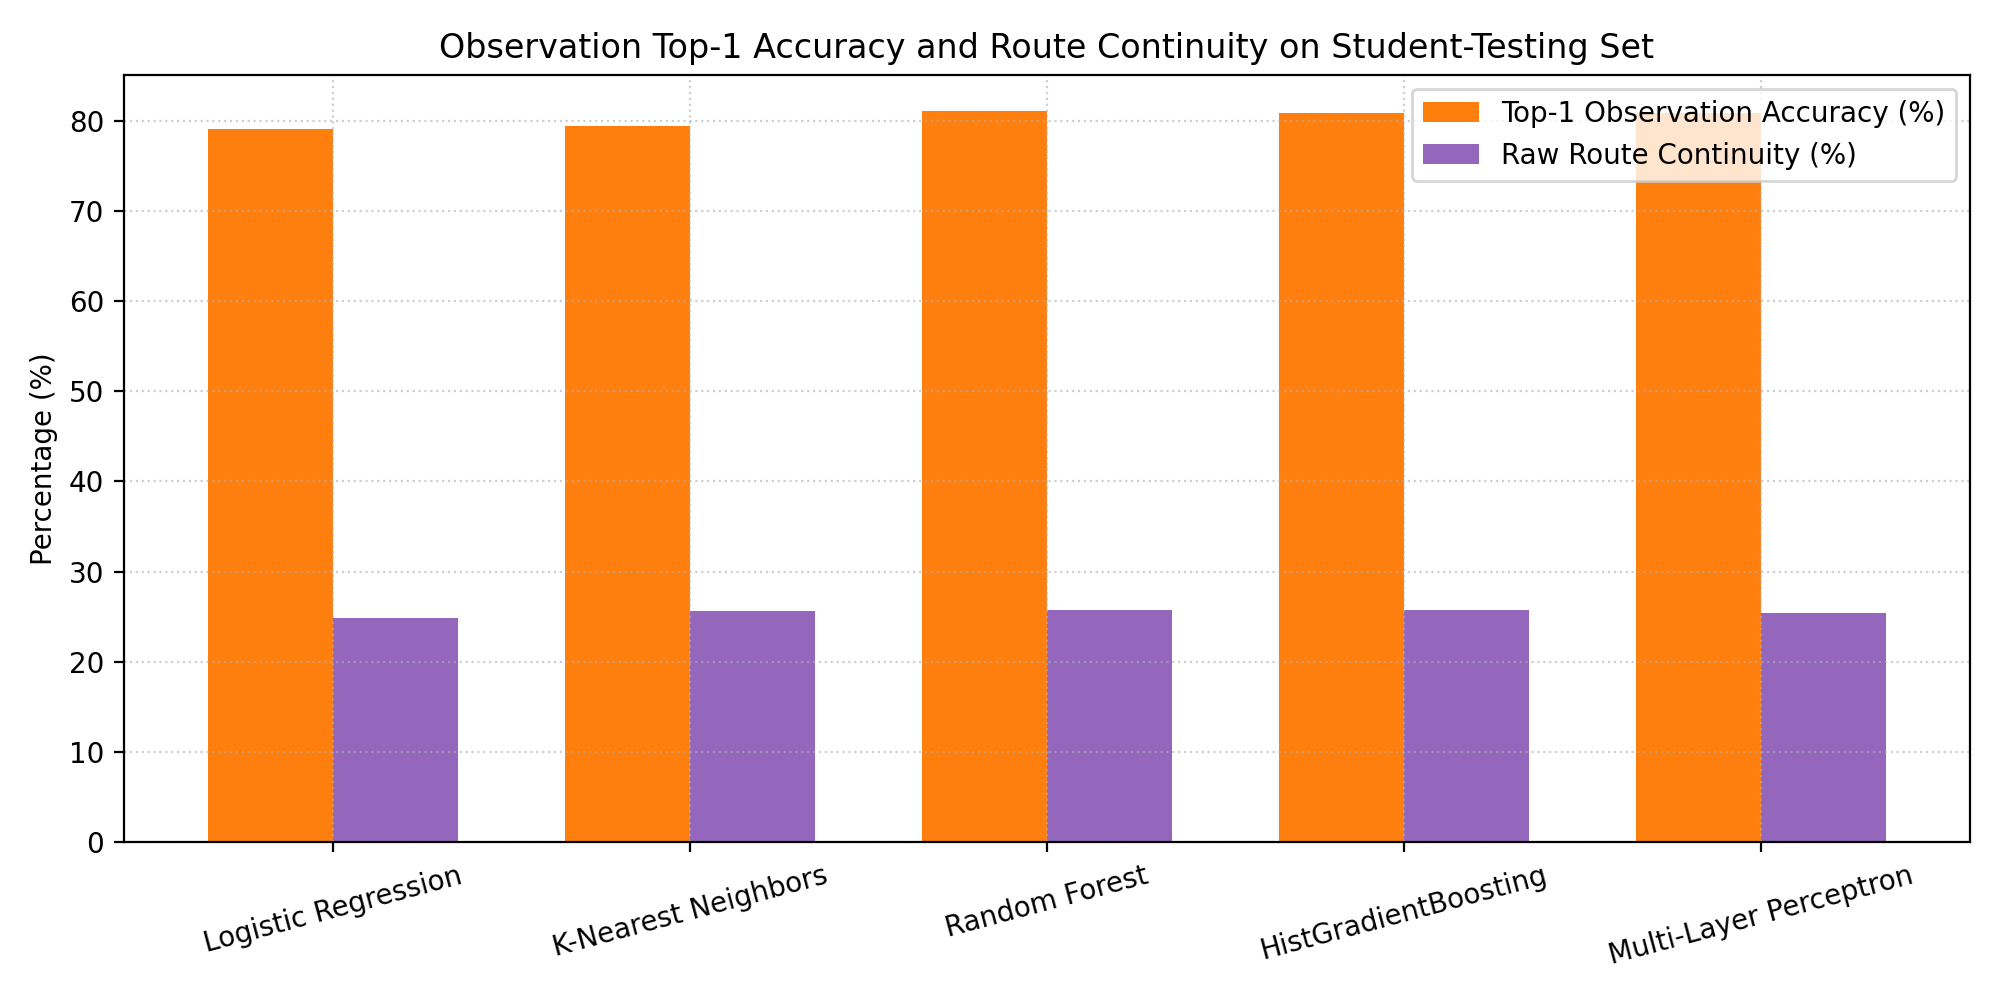 Observation Top-1 Accuracy and Route Continuity on Student-Testing Set
Top-1 Observation Accuracy (%)
Raw Route Continuity (%)
Percentage (%)
80
70
60
50
40
30
20
10
0
Logistic Regression
K-Nearest Neighbors
Random Forest
HistGradientBoosting
Multi-Layer Perceptron